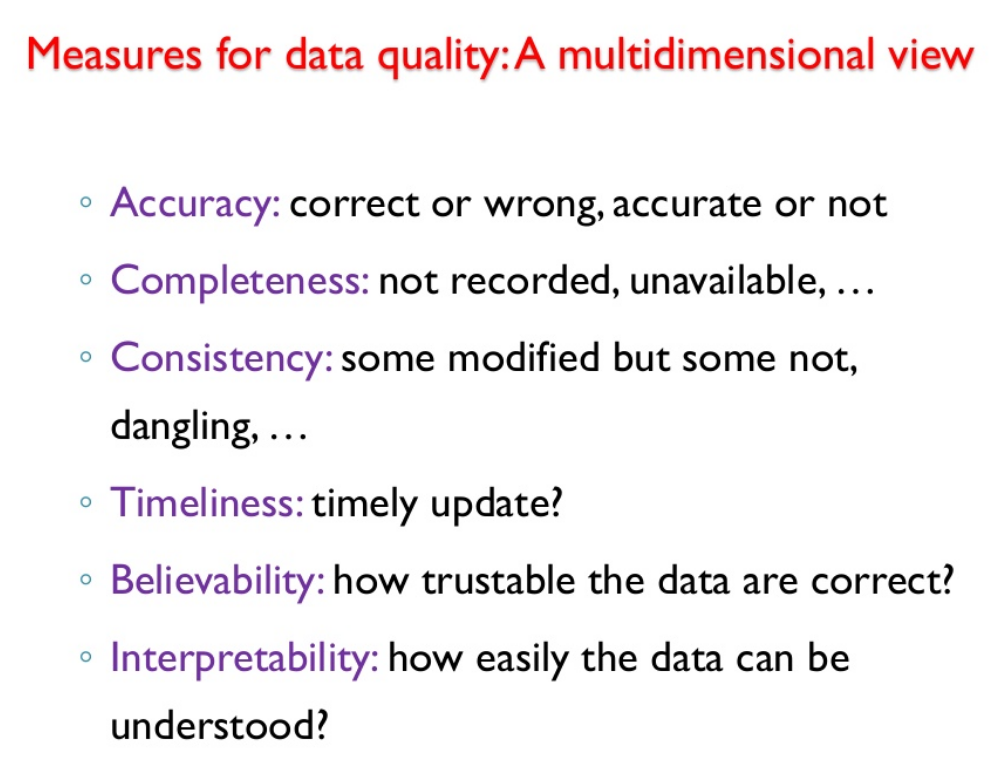 Measures for data quality: A multidimensional view
◦ Accuracy: correct or wrong, accurate or not
◦ Completeness: not recorded, unavailable, …
◦ Consistency: some modified but some not,
dangling, …
◦ Timeliness: timely update?
◦ Believability: how trustable the data are correct?
◦ Interpretability: how easily the data can be
understood?